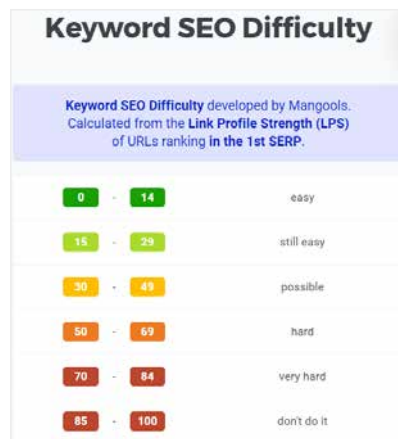 Keyword SEO Difficulty
Keyword SEO Difficulty developed by Mangools.
Calculated from the Link Profile Strength (LPS)
of URLs ranking in the 1st SERP.
0 - 14 easy
15 - 29 still easy
30 - 49 possible
50 - 69 hard
70 - 84 very hard
85 - 100 don't do it